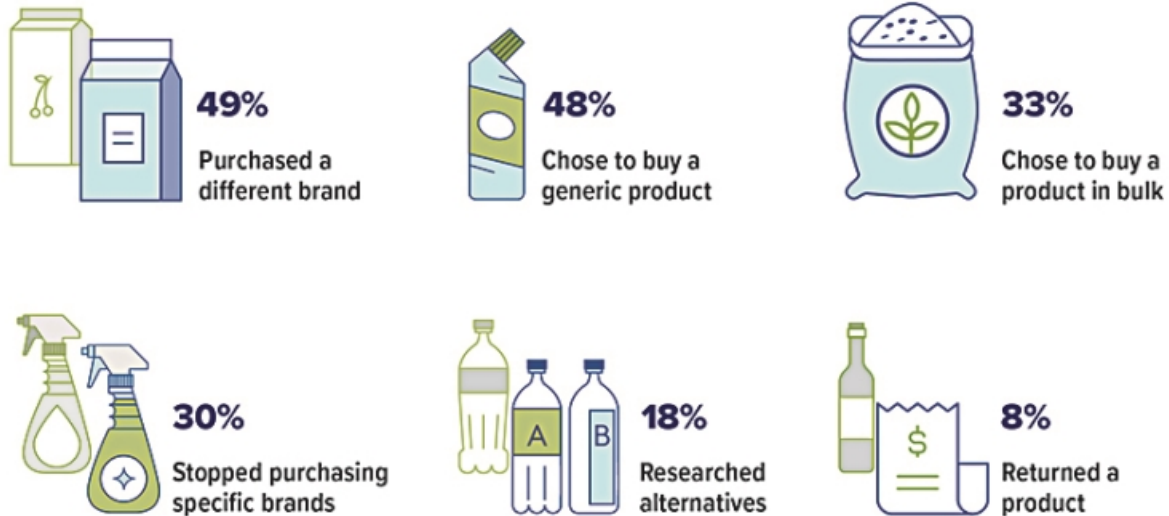 49%
Purchased a
different brand
48%
Chose to buy a
generic product
33%
Chose to buy a
product in bulk
30%
Stopped purchasing
specific brands
A
B
18%
Researched
alternatives
$
8%
Returned a
product